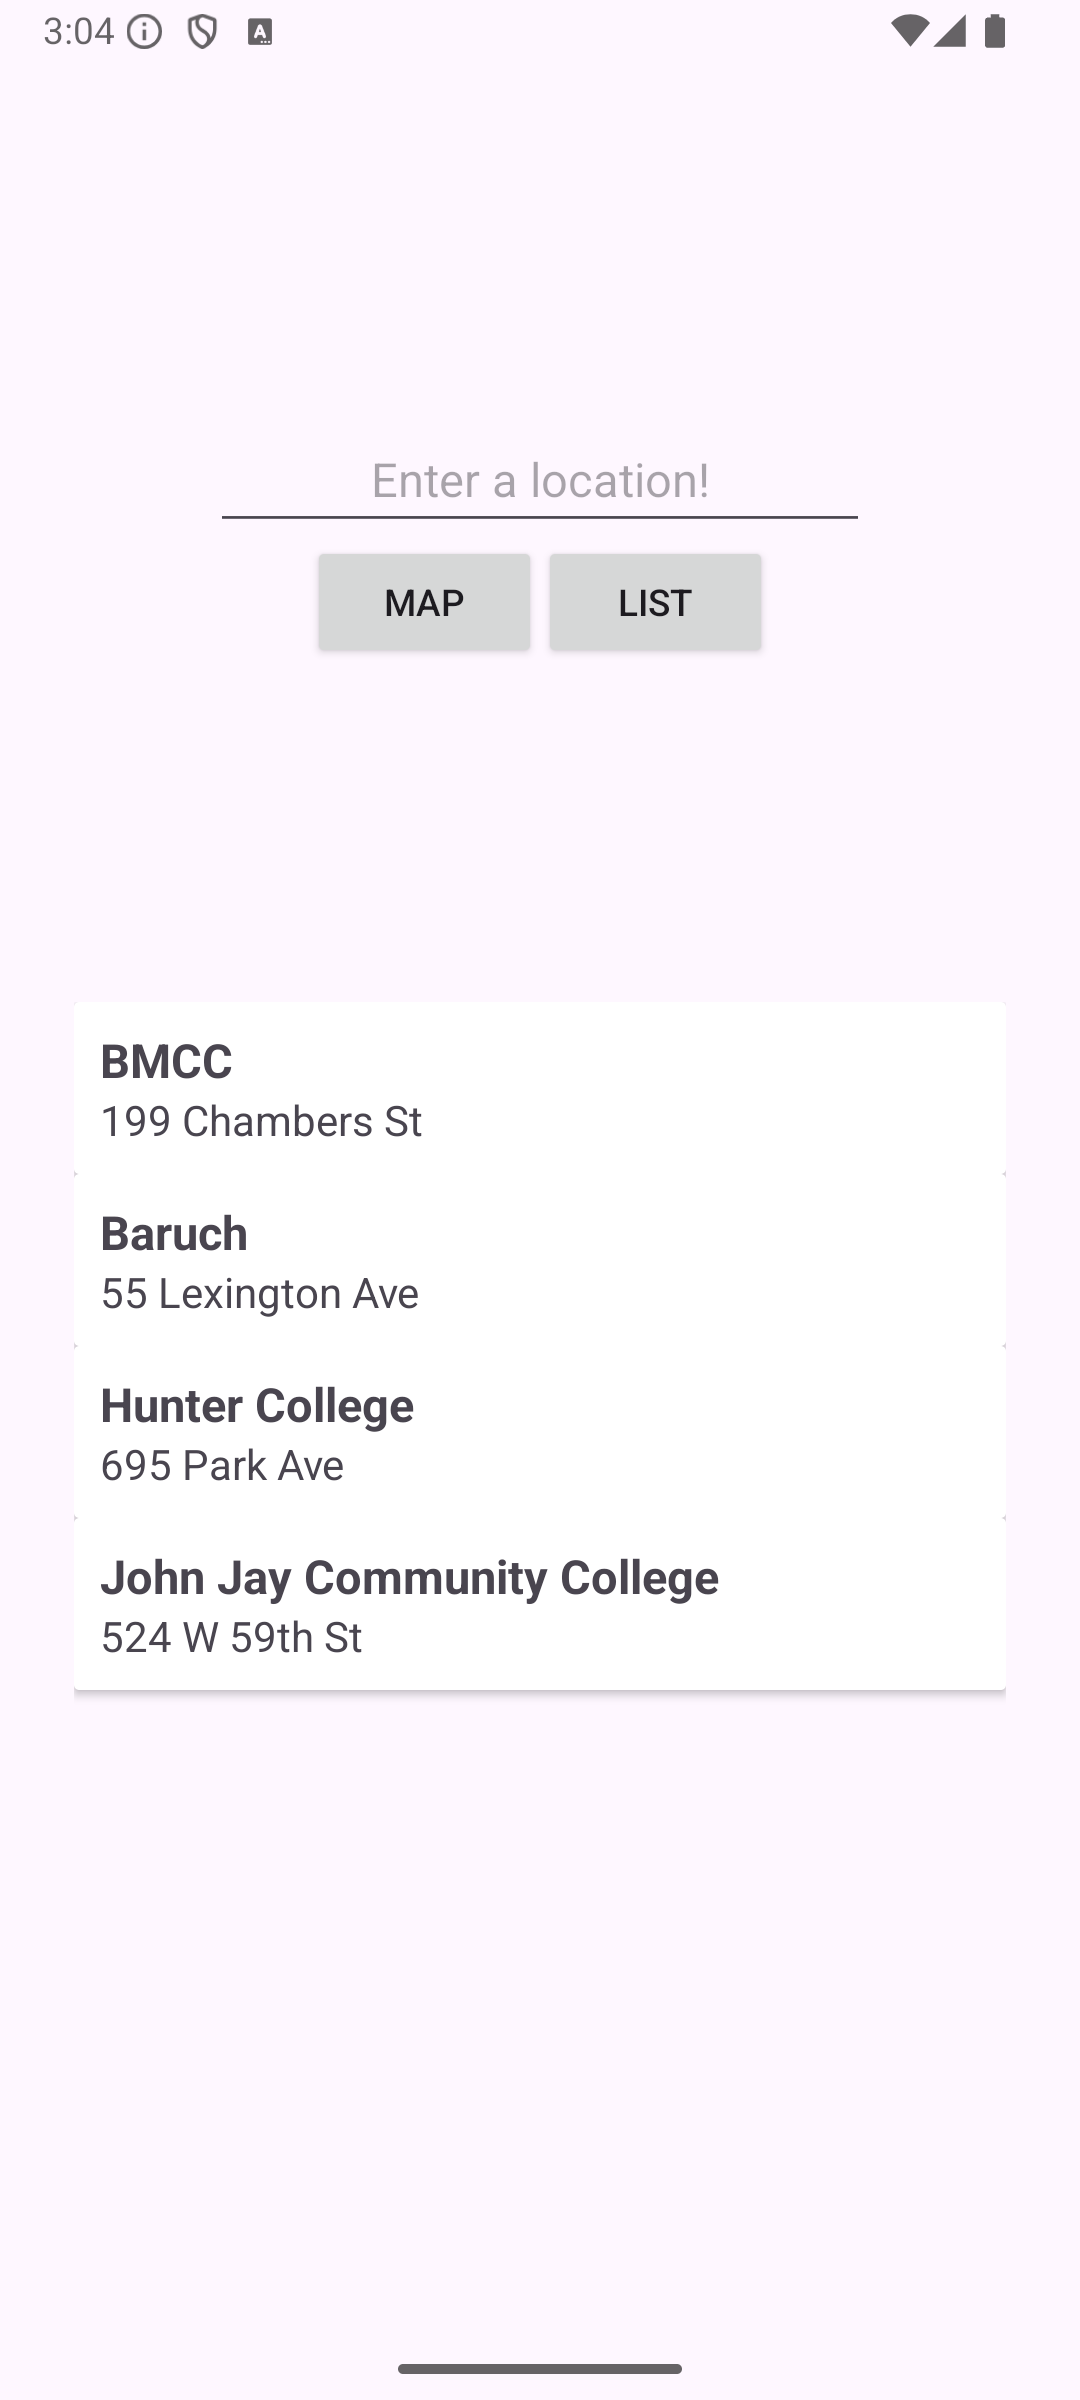 3:04
Enter a location!
MAP
LIST
BMCC
199 Chambers St
Baruch
55 Lexington Ave
Hunter College
695 Park Ave
John Jay Community College
524 W 59th St